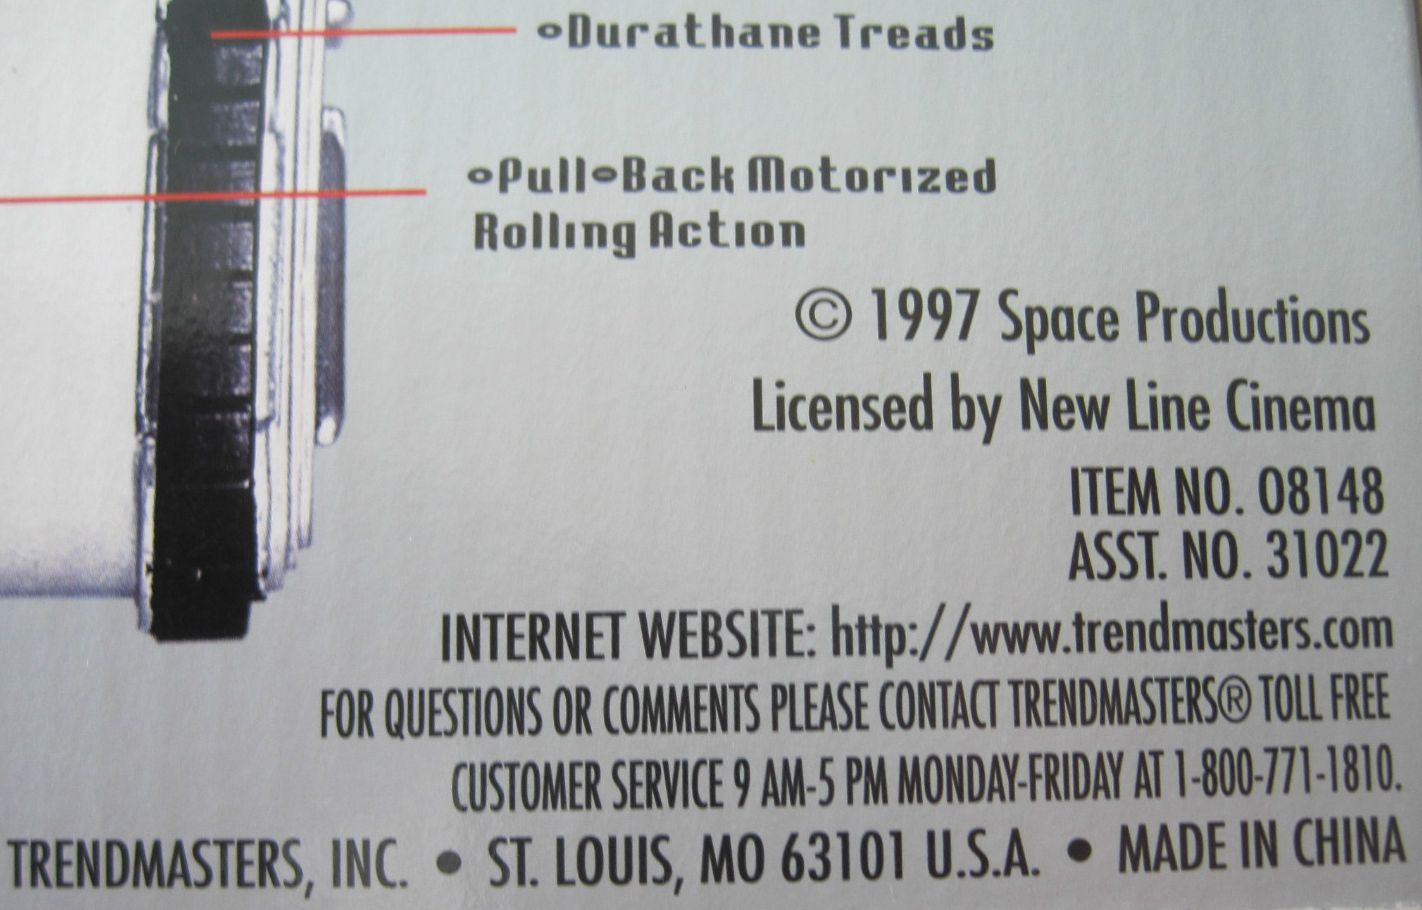 Durathane Treads
Pull-Back Motorized
Rolling Action
© 1997 Space Productions
Licensed by New Line Cinema
ITEM NO. 08148
ASST. NO. 31022
INTERNET WEBSITE: http://www.trendmasters.com
FOR QUESTIONS OR COMMENTS PLEASE CONTACT TRENDMASTERS® TOLL FREE
CUSTOMER SERVICE 9 AM-5 PM MONDAY-FRIDAY AT 1-800-771-1810.
TRENDMASTERS, INC. • ST. LOUIS, MO 63101 U.S.A. • MADE IN CHINA